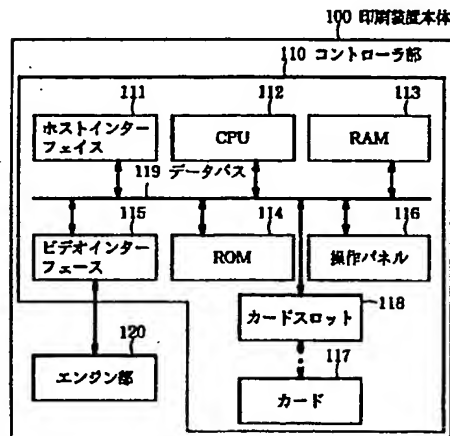 100 印刷装置本体
110 コントローラ部
111
112
113
ホストインター
フェイス
CPU
RAM
119 データバス
115
114
116
ビデオインター
フェース
ROM
操作パネル
118
カードスロット
120
117
エンジン部
カード